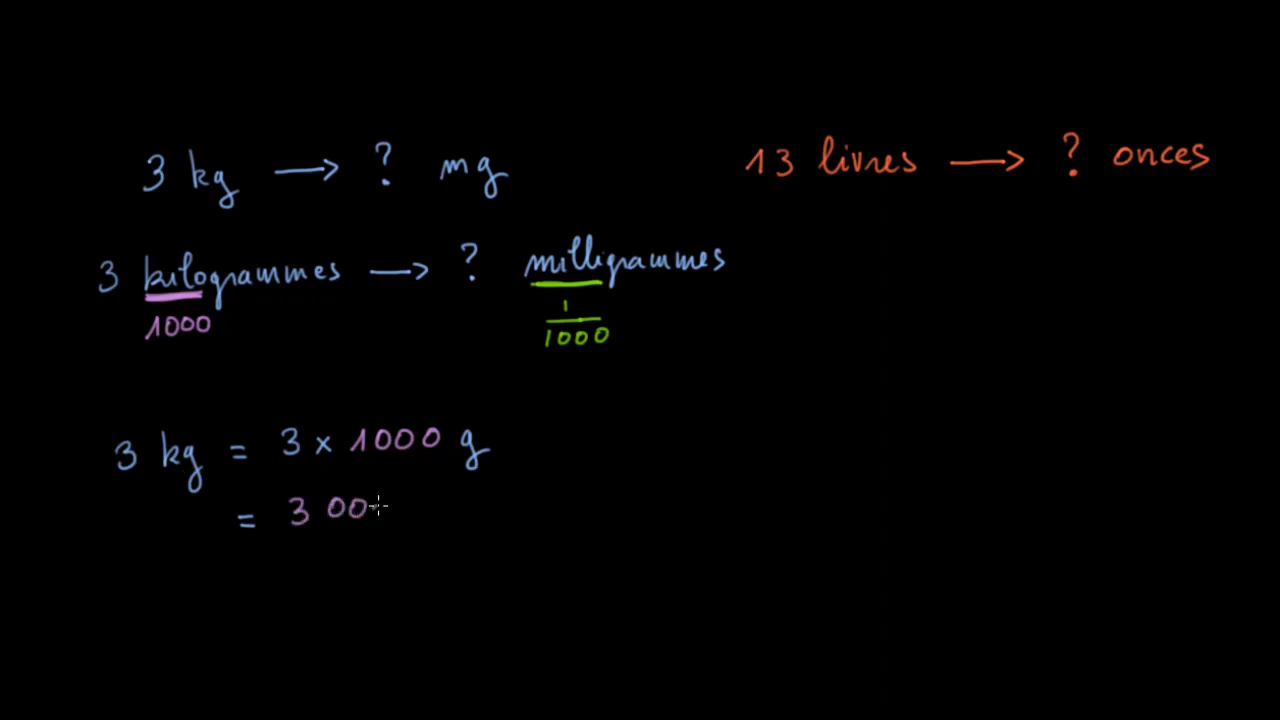 3 kg → ? mg
13 livres → ? onces
3 kilogrammes → ? milligrammes
1000
1
1000
3 kg = 3 × 1000 g
= 3 00